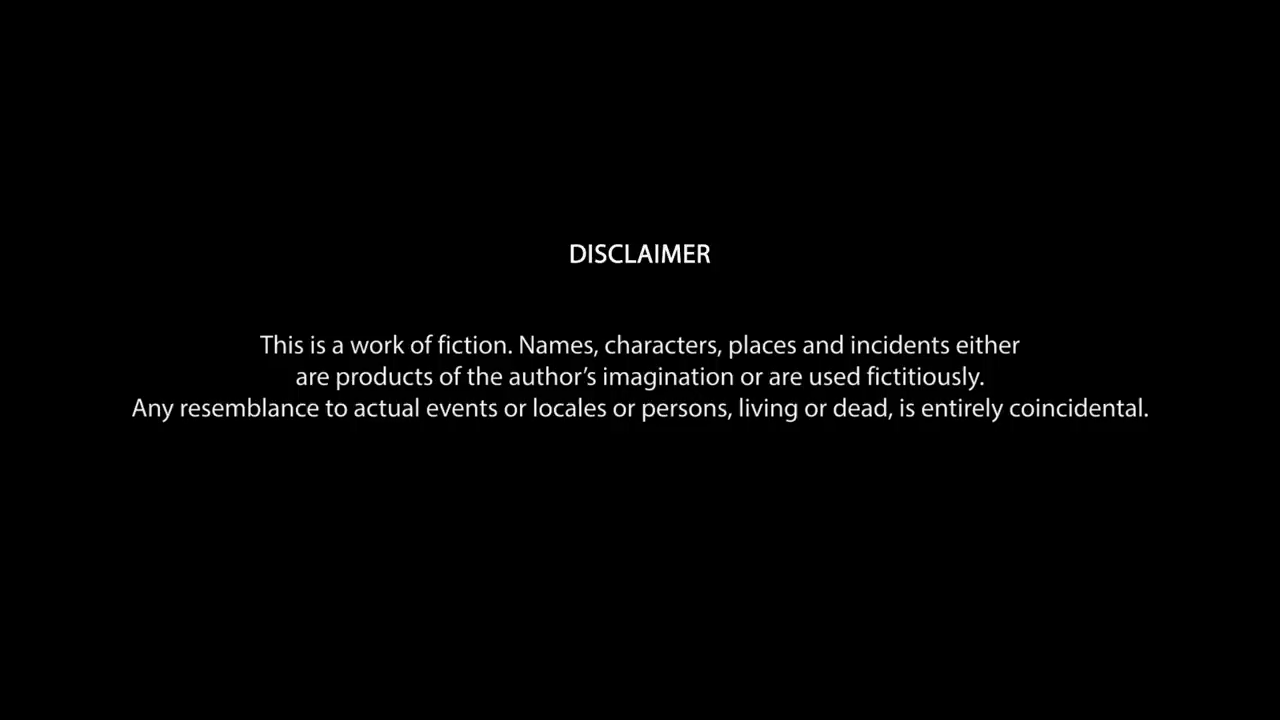 DISCLAIMER
This is a work of fiction. Names, characters, places and incidents either
are products of the author’s imagination or are used fictitiously.
Any resemblance to actual events or locales or persons, living or dead, is entirely coincidental.